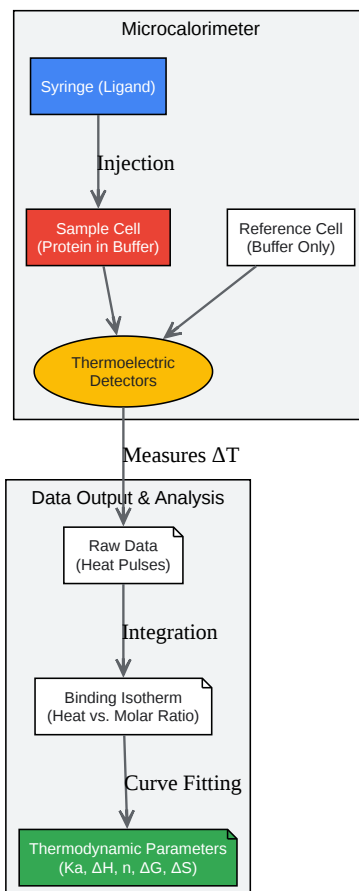 Microcalorimeter
Syringe (Ligand)
Injection
Sample Cell
(Protein in Buffer)
Reference Cell
(Buffer Only)
Thermoelectric
Detectors
Measures ΔT
Data Output & Analysis
Raw Data
(Heat Pulses)
Integration
Binding Isotherm
(Heat vs. Molar Ratio)
Curve Fitting
Thermodynamic Parameters
(Ka, ΔH, n, ΔG, ΔS)